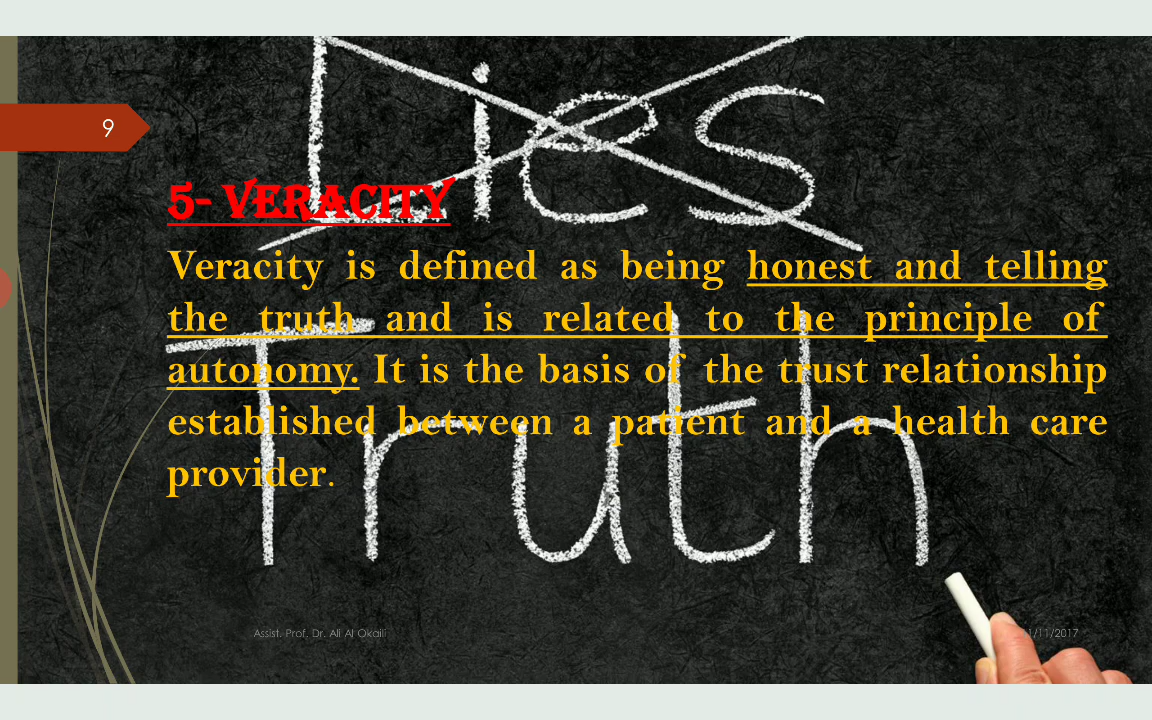 Lies
9
5- VERACITY
Veracity is defined as being honest and telling
the truth and is related to the principle of
autonomy. It is the basis of the trust relationship
established between a patient and a health care
provider.
Truth
Assist. Prof. Dr. Ali Al Okaili